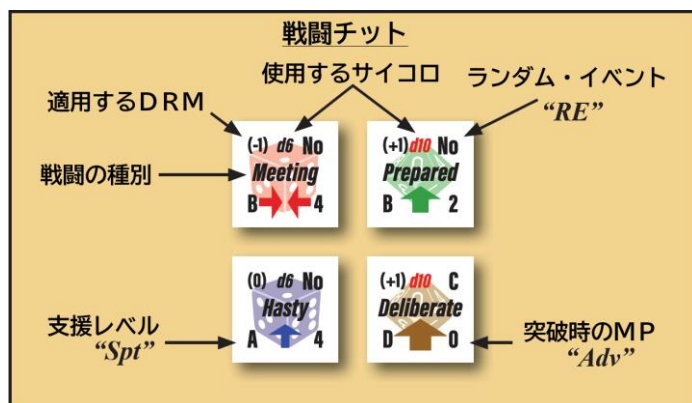 戦闘チット
使用するサイコロ
ランダム・イベント
“RE”
適用するＤＲＭ
(-1) d6 No
Meeting
B 4
(+1) d10 No
Prepared
B 2
戦闘の種別
(0) d6 No
Hasty
A 4
(+1) d10 C
Deliberate
D 0
支援レベル
“Spt”
突破時のＭＰ
“Adv”